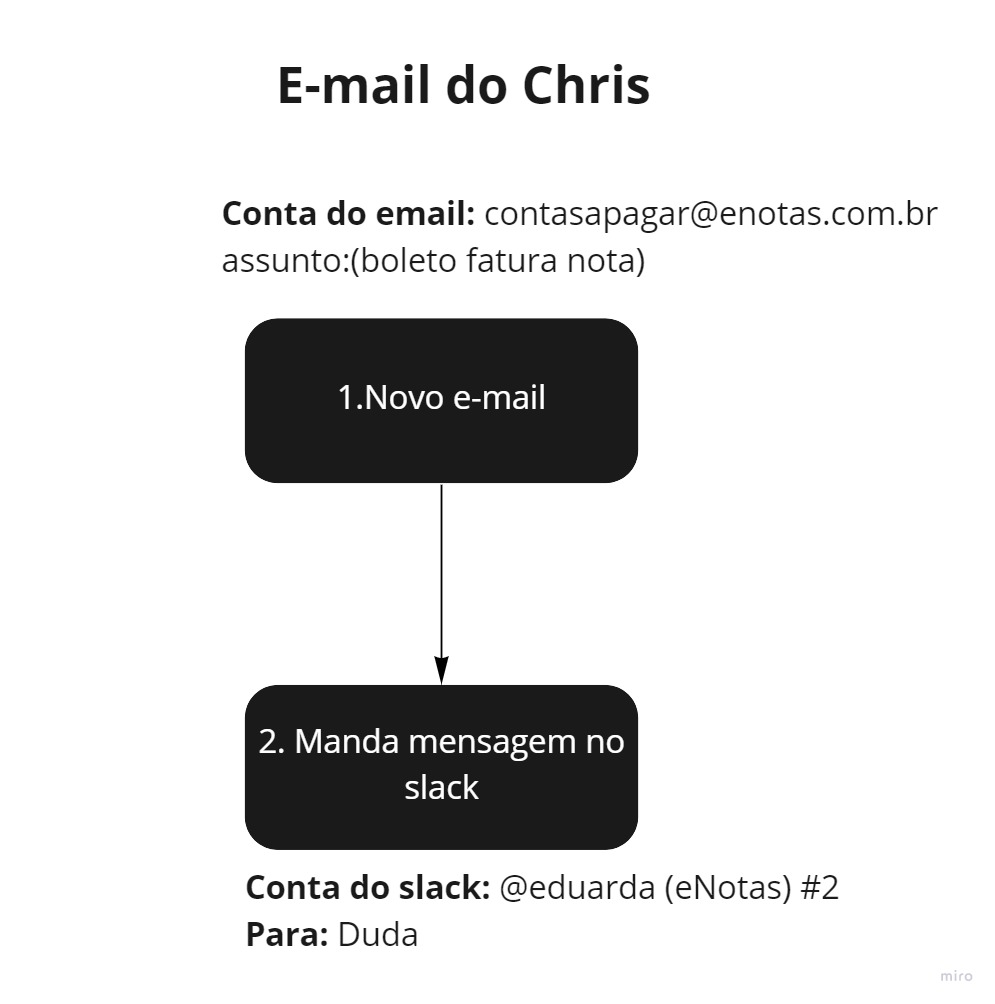 E-mail do Chris
Conta do email: contasapagar@enotas.com.br
assunto:(boleto fatura nota)
1.Novo e-mail
2. Manda mensagem no
slack
Conta do slack: @eduarda (eNotas) #2
Para: Duda
miro